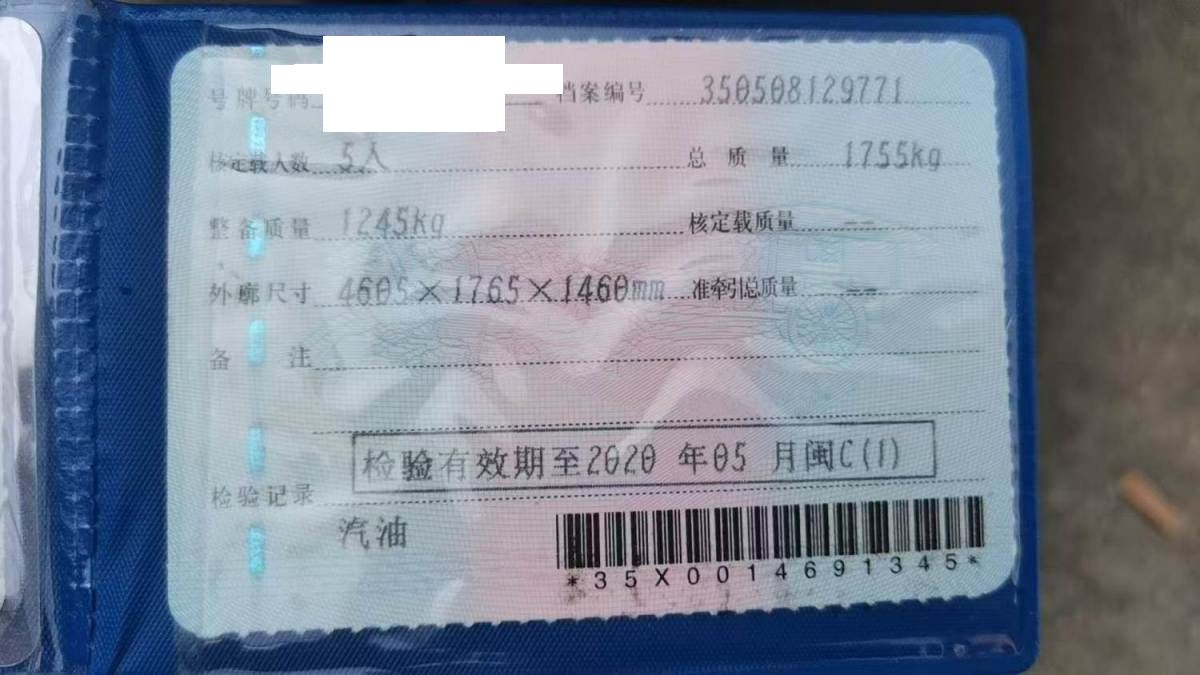 号牌号码 档案编号 350508129771
核定载人数 5人 总质量 1755kg
整备质量 1245kg 核定载质量 --
外廓尺寸 4605×1765×1460mm 准牵引总质量 --
备注
检验有效期至2020 年05 月闽C(1)
检验记录
汽油
*35X0014691345*